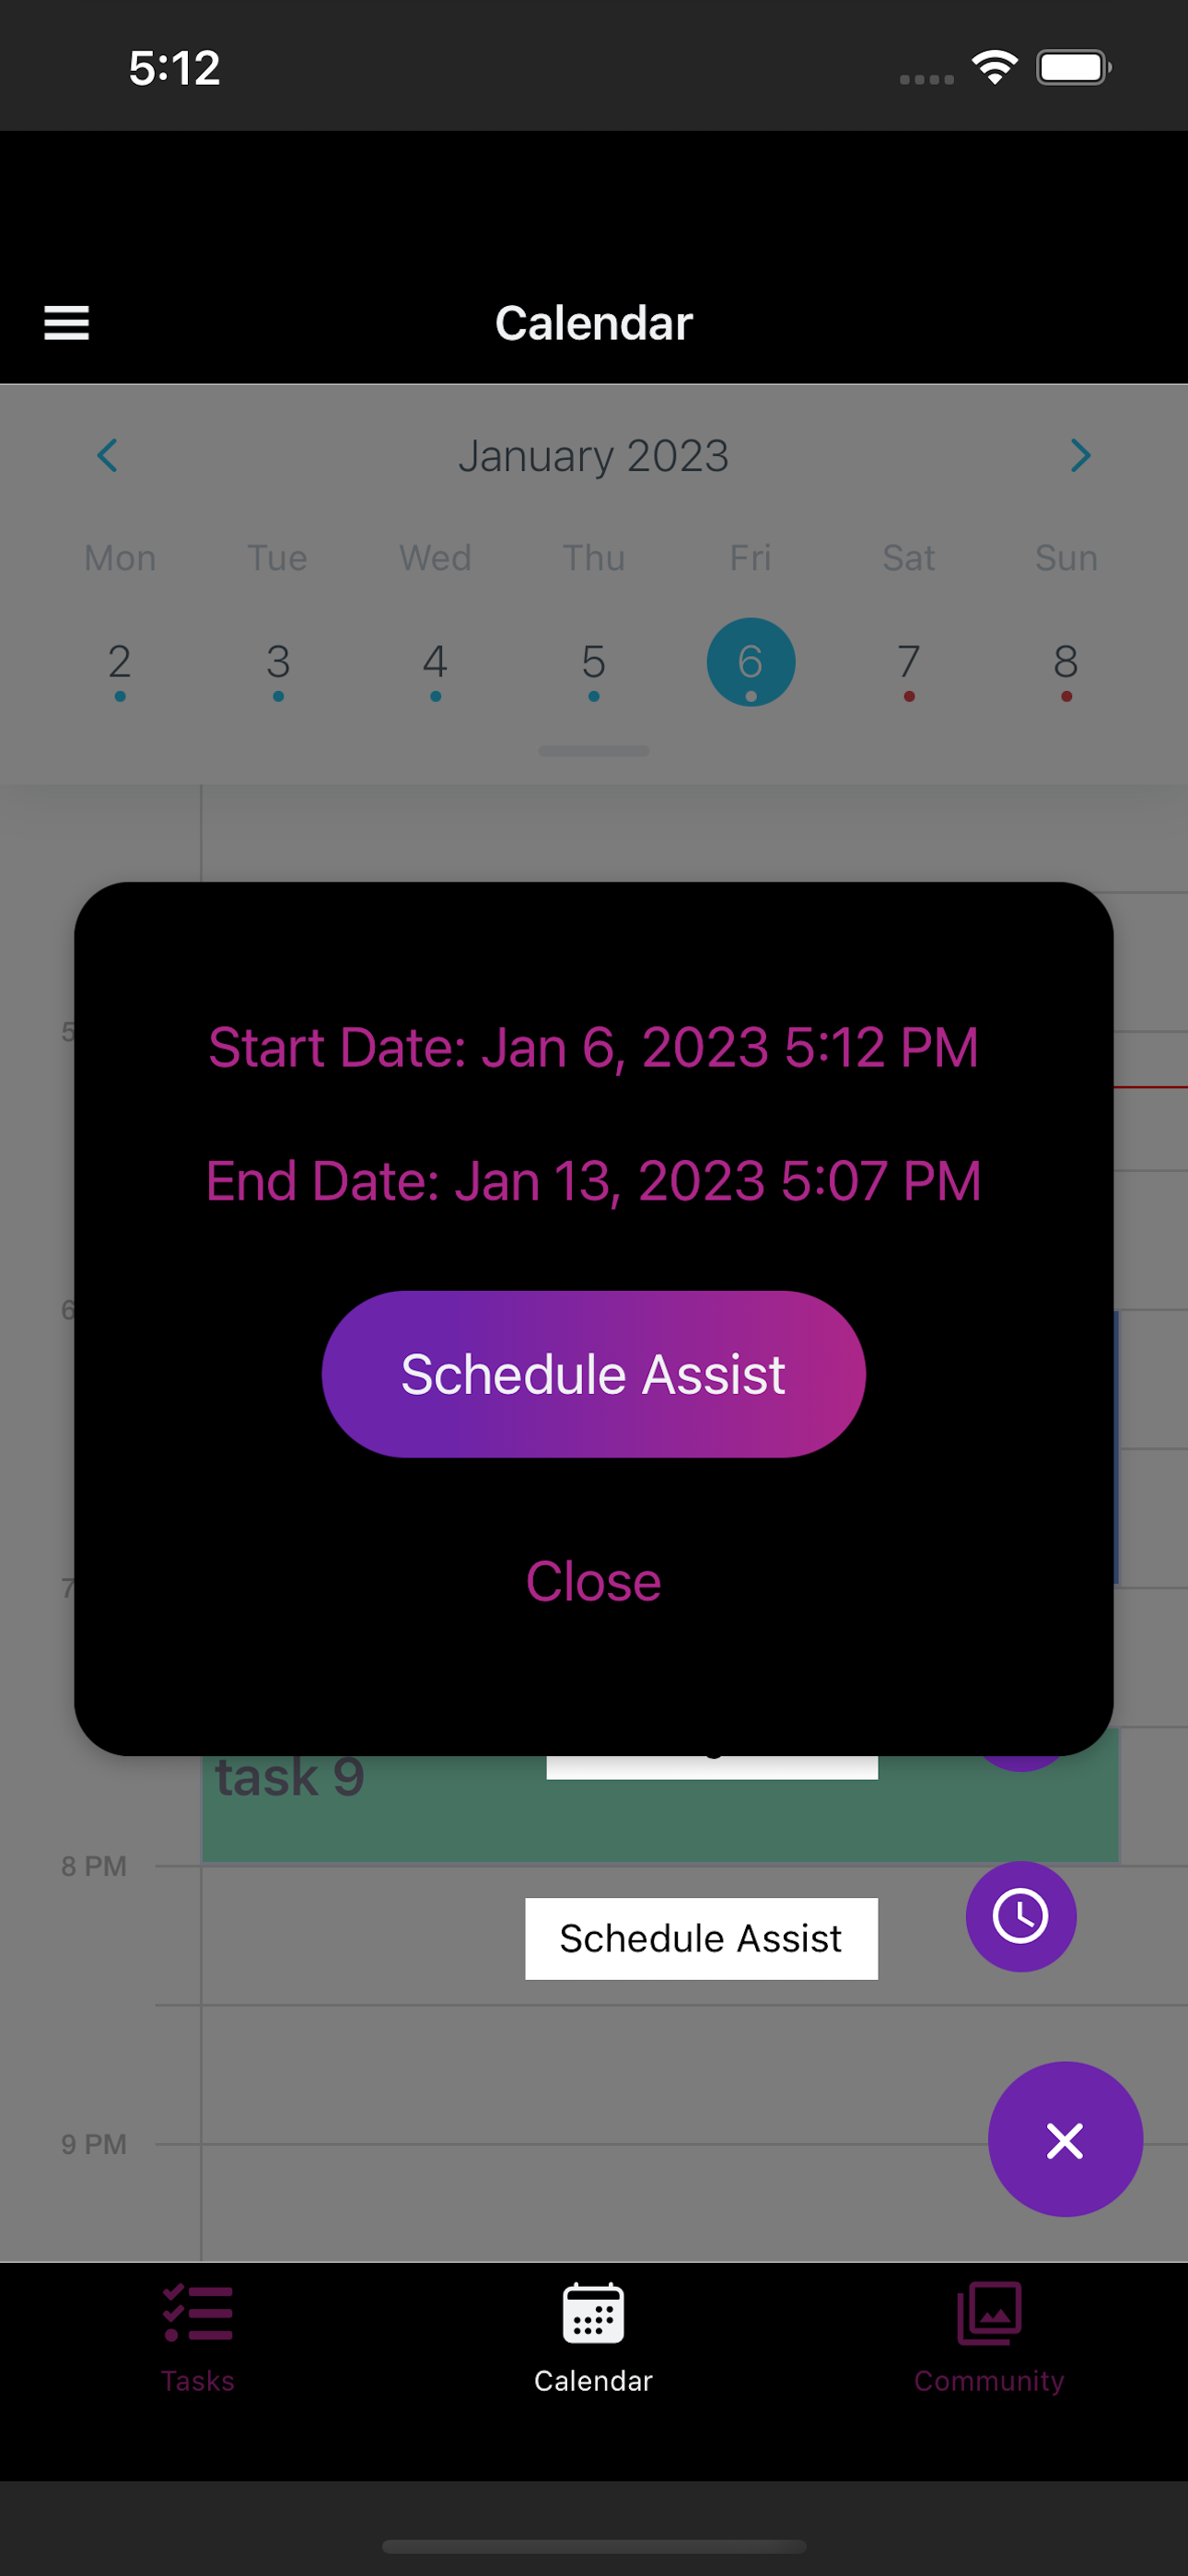 5:12
Calendar
January 2023
Mon Tue Wed Thu Fri Sat Sun
2 3 4 5 6 7 8
5
Start Date: Jan 6, 2023 5:12 PM
End Date: Jan 13, 2023 5:07 PM
6
Schedule Assist
7
Close
task 9
8 PM
Schedule Assist
9 PM
Tasks Calendar Community